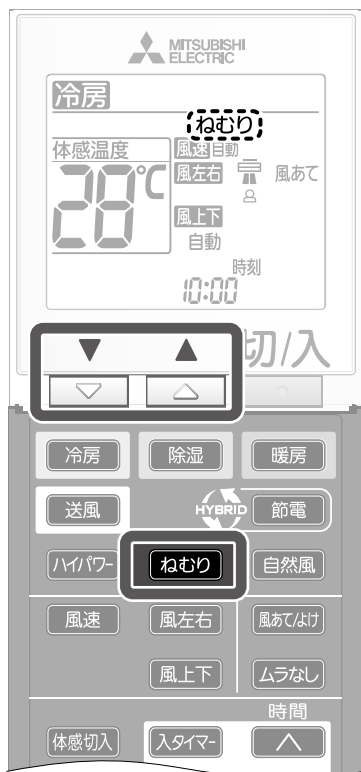 MITSUBISHI
ELECTRIC
冷房
ねむり
体感温度 風速 自動
28℃ 風左右 風あて
風上下
自動
時刻
10:00
▼ ▲ 切/入
▽ △
冷房 除湿 暖房
送風 HYBRID 節電
ハイパワー ねむり 自然風
風速 風左右 風あて/よけ
風上下 ムラなし
時間
体感切入 入タイマー ∧